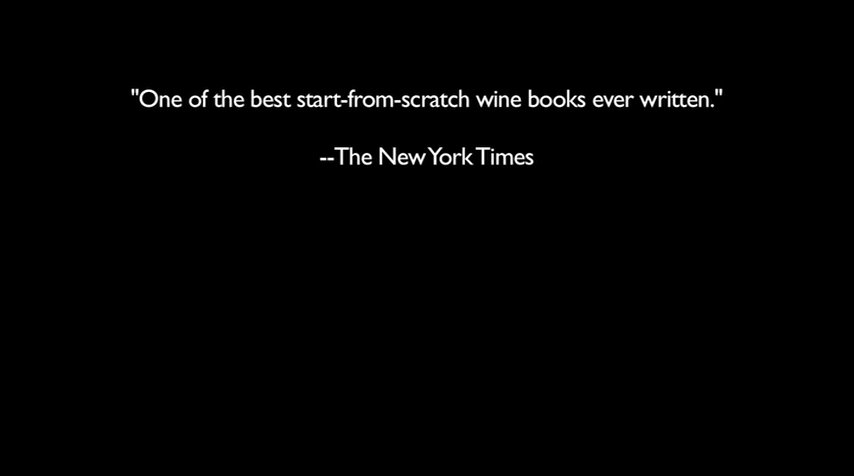 "One of the best start-from-scratch wine books ever written."
--The New York Times